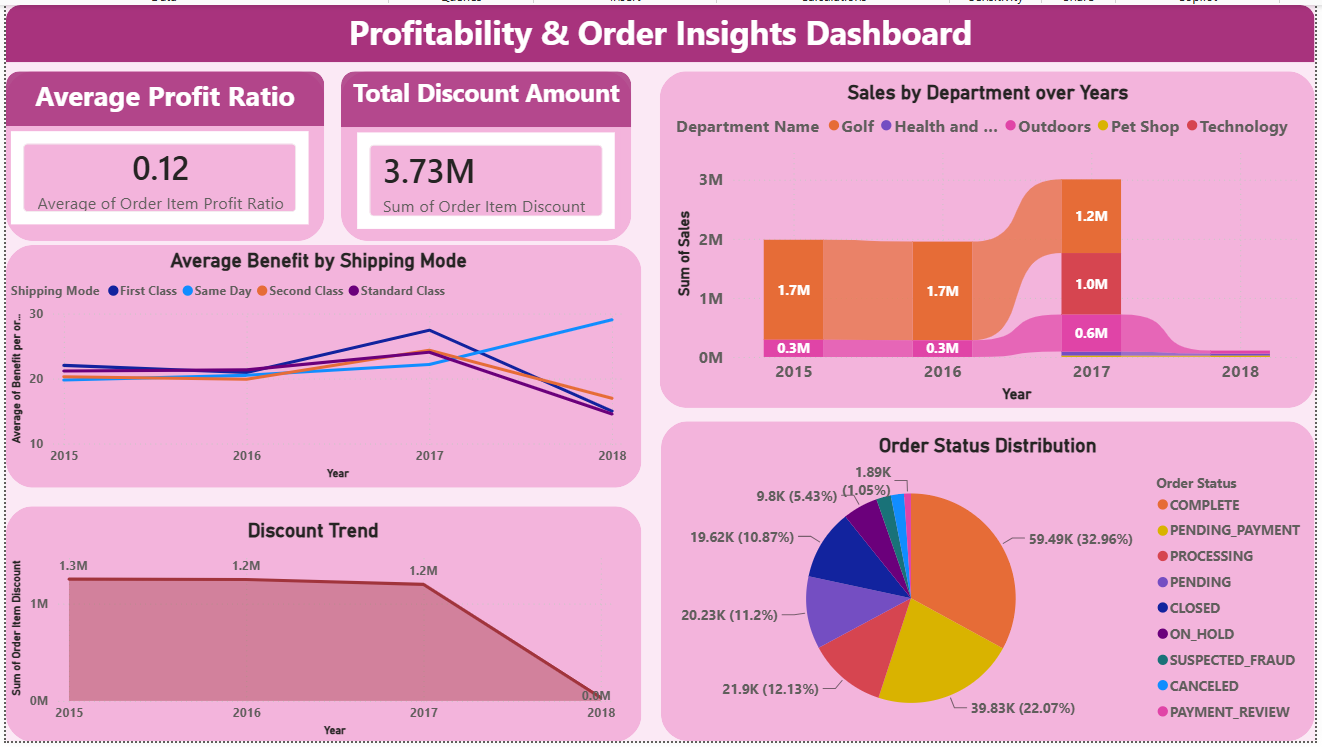 Profitability & Order Insights Dashboard
Average Profit Ratio
0.12
Average of Order Item Profit Ratio
Total Discount Amount
3.73M
Sum of Order Item Discount
Average Benefit by Shipping Mode
Shipping Mode First Class Same Day Second Class Standard Class
Average of Benefit per or...
30
20
10
2015 2016 2017 2018
Year
Discount Trend
Sum of Order Item Discount
1.3M 1.2M 1.2M 0.0M
1M
0M
2015 2016 2017 2018
Year
Sales by Department over Years
Department Name Golf Health and ... Outdoors Pet Shop Technology
Sum of Sales
3M
2M
1M
0M
1.7M 1.7M 1.2M
1.0M
0.3M 0.3M 0.6M
2015 2016 2017 2018
Year
Order Status Distribution
1.89K
(1.05%)
9.8K (5.43%)
19.62K (10.87%)
20.23K (11.2%)
21.9K (12.13%)
39.83K (22.07%)
59.49K (32.96%)
Order Status
COMPLETE
PENDING_PAYMENT
PROCESSING
PENDING
CLOSED
ON_HOLD
SUSPECTED_FRAUD
CANCELED
PAYMENT_REVIEW